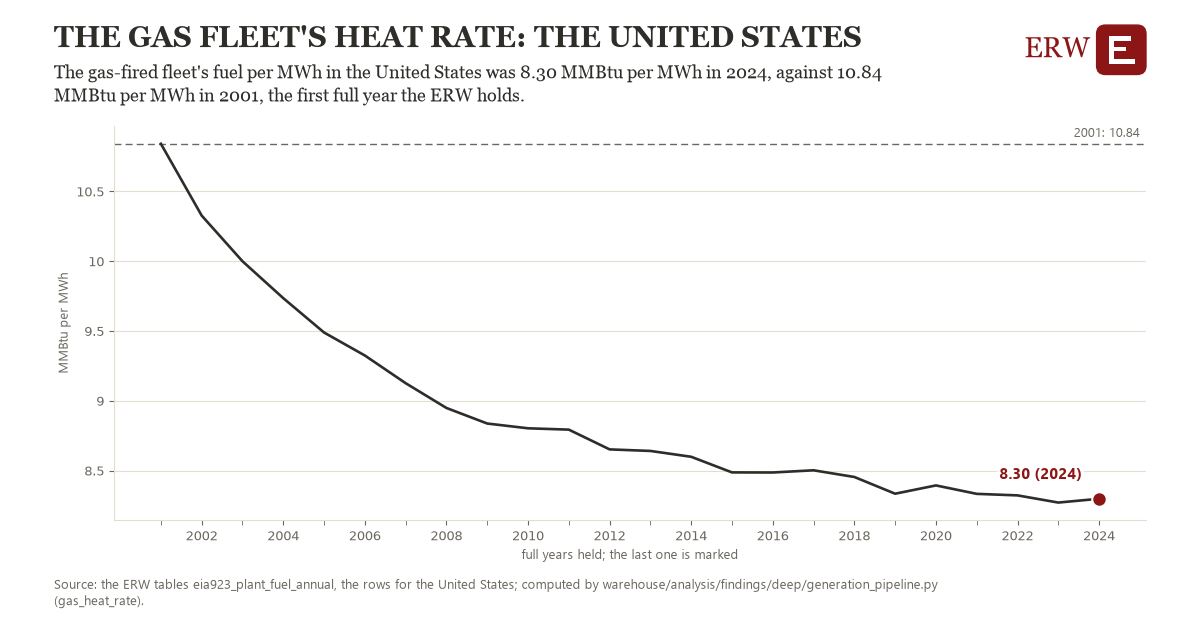 THE GAS FLEET'S HEAT RATE: THE UNITED STATES
The gas-fired fleet's fuel per MWh in the United States was 8.30 MMBtu per MWh in 2024, against 10.84
MMBtu per MWh in 2001, the first full year the ERW holds.
ERW E
2001: 10.84
10.5
10
9.5
9
8.5
MMBtu per MWh
8.30 (2024)
2002 2004 2006 2008 2010 2012 2014 2016 2018 2020 2022 2024
full years held; the last one is marked
Source: the ERW tables eia923_plant_fuel_annual, the rows for the United States; computed by warehouse/analysis/findings/deep/generation_pipeline.py
(gas_heat_rate).